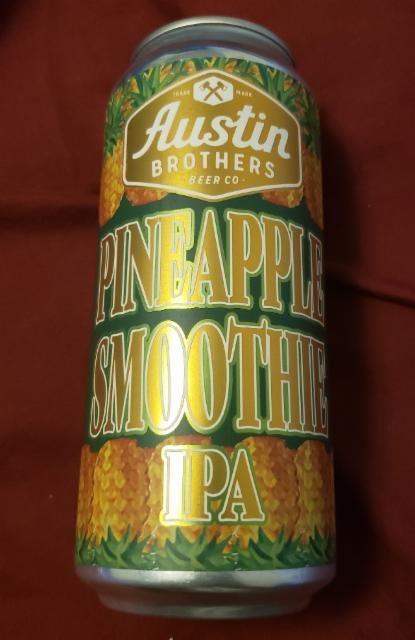 TRADE MARK
Austin
BROTHERS
BEER CO
PINEAPPLE
SMOOTHIE
IPA